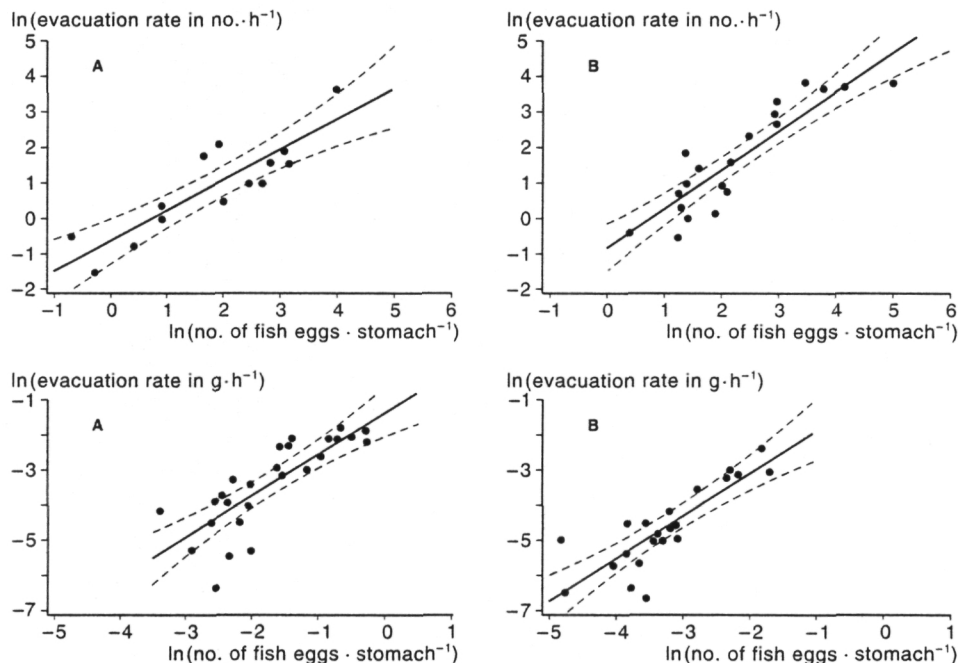 ln(evacuation rate in no.·h⁻¹)
5
4
3
2
1
0
−1
−2
A
−1 0 1 2 3 4 5 6
ln(no. of fish eggs · stomach⁻¹)
ln(evacuation rate in no.·h⁻¹)
5
4
3
2
1
0
−1
−2
B
−1 0 1 2 3 4 5 6
ln(no. of fish eggs · stomach⁻¹)
ln(evacuation rate in g·h⁻¹)
−1
−3
−5
−7
A
−5 −4 −3 −2 −1 0 1
ln(no. of fish eggs · stomach⁻¹)
ln(evacuation rate in g·h⁻¹)
−1
−3
−5
−7
B
−5 −4 −3 −2 −1 0 1
ln(no. of fish eggs · stomach⁻¹)